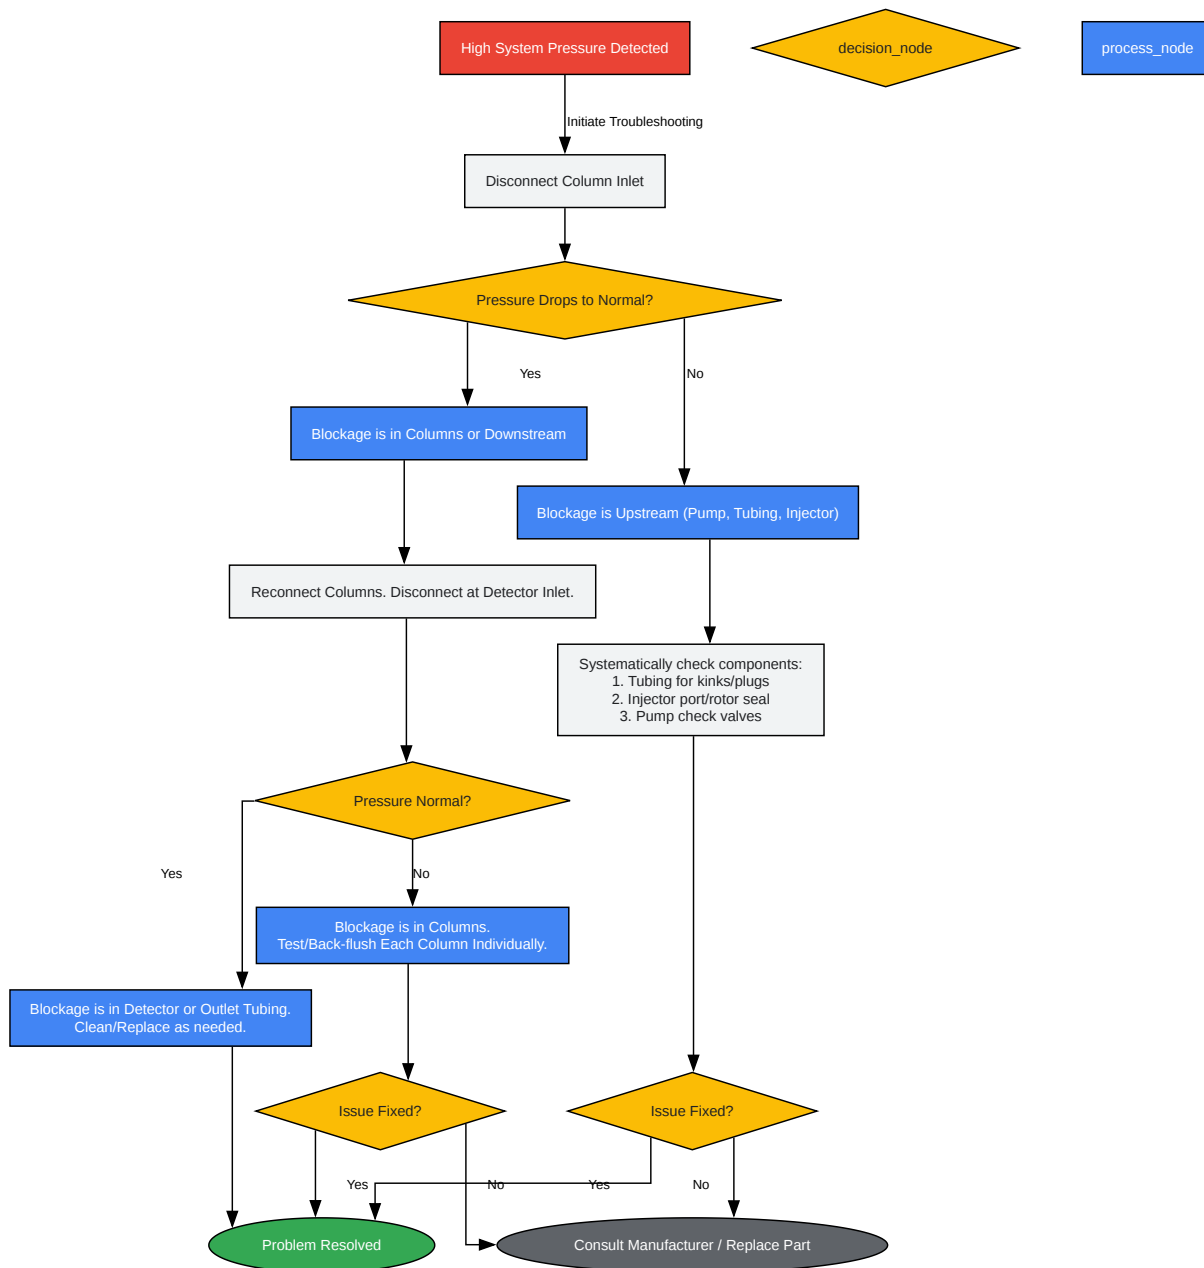 High System Pressure Detected
decision_node
process_node
Initiate Troubleshooting
Disconnect Column Inlet
Pressure Drops to Normal?
Yes
No
Blockage is in Columns or Downstream
Blockage is Upstream (Pump, Tubing, Injector)
Reconnect Columns. Disconnect at Detector Inlet.
Systematically check components:
1. Tubing for kinks/plugs
2. Injector port/rotor seal
3. Pump check valves
Pressure Normal?
Yes
No
Blockage is in Columns.
Test/Back-flush Each Column Individually.
Blockage is in Detector or Outlet Tubing.
Clean/Replace as needed.
Issue Fixed?
Issue Fixed?
Yes
No
Yes
No
Problem Resolved
Consult Manufacturer / Replace Part